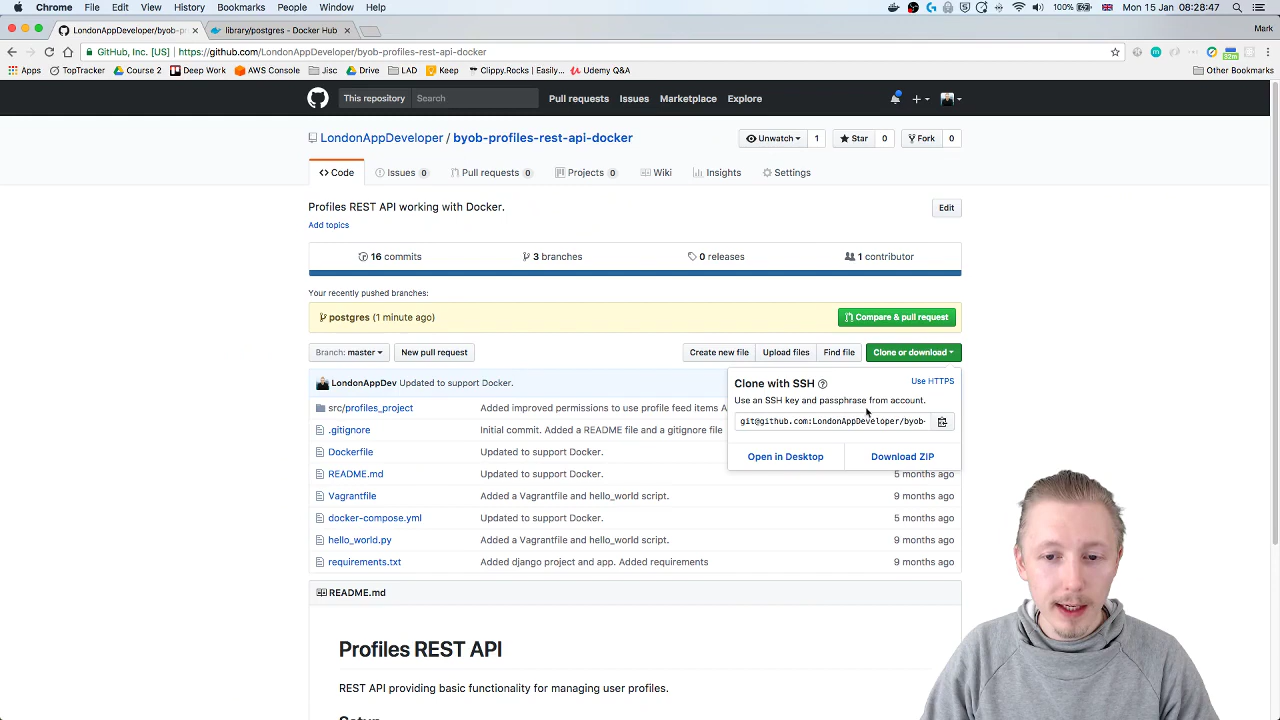 Chrome File Edit View History Bookmarks People Window Help 100% Mon 15 Jan 08:28:47
LondonAppDeveloper/byob-p
library/postgres - Docker Hub
Mark
GitHub, Inc. [US] https://github.com/LondonAppDeveloper/byob-profiles-rest-api-docker
Apps TopTracker Course 2 Deep Work AWS Console Jisc Drive LAD Keep Clippy.Rocks | Easily... Udemy Q&A Other Bookmarks
This repository Search Pull requests Issues Marketplace Explore
LondonAppDeveloper / byob-profiles-rest-api-docker
Unwatch 1 Star 0 Fork 0
Code Issues 0 Pull requests 0 Projects 0 Wiki Insights Settings
Profiles REST API working with Docker.
Edit
Add topics
16 commits 3 branches 0 releases 1 contributor
Your recently pushed branches:
postgres (1 minute ago) Compare & pull request
Branch: master New pull request Create new file Upload files Find file Clone or download
LondonAppDev Updated to support Docker.
src/profiles_project Added improved permissions to use profile feed items A
.gitignore Initial commit. Added a README file and a gitignore file
Dockerfile Updated to support Docker.
README.md Updated to support Docker. 5 months ago
Vagrantfile Added a Vagrantfile and hello_world script. 9 months ago
docker-compose.yml Updated to support Docker. 5 months ago
hello_world.py Added a Vagrantfile and hello_world script. 9 months ago
requirements.txt Added django project and app. Added requirements 9 months ago
Clone with SSH Use HTTPS
Use an SSH key and passphrase from account.
git@github.com:LondonAppDeveloper/byob-
Open in Desktop Download ZIP
README.md
Profiles REST API
REST API providing basic functionality for managing user profiles.
Setup